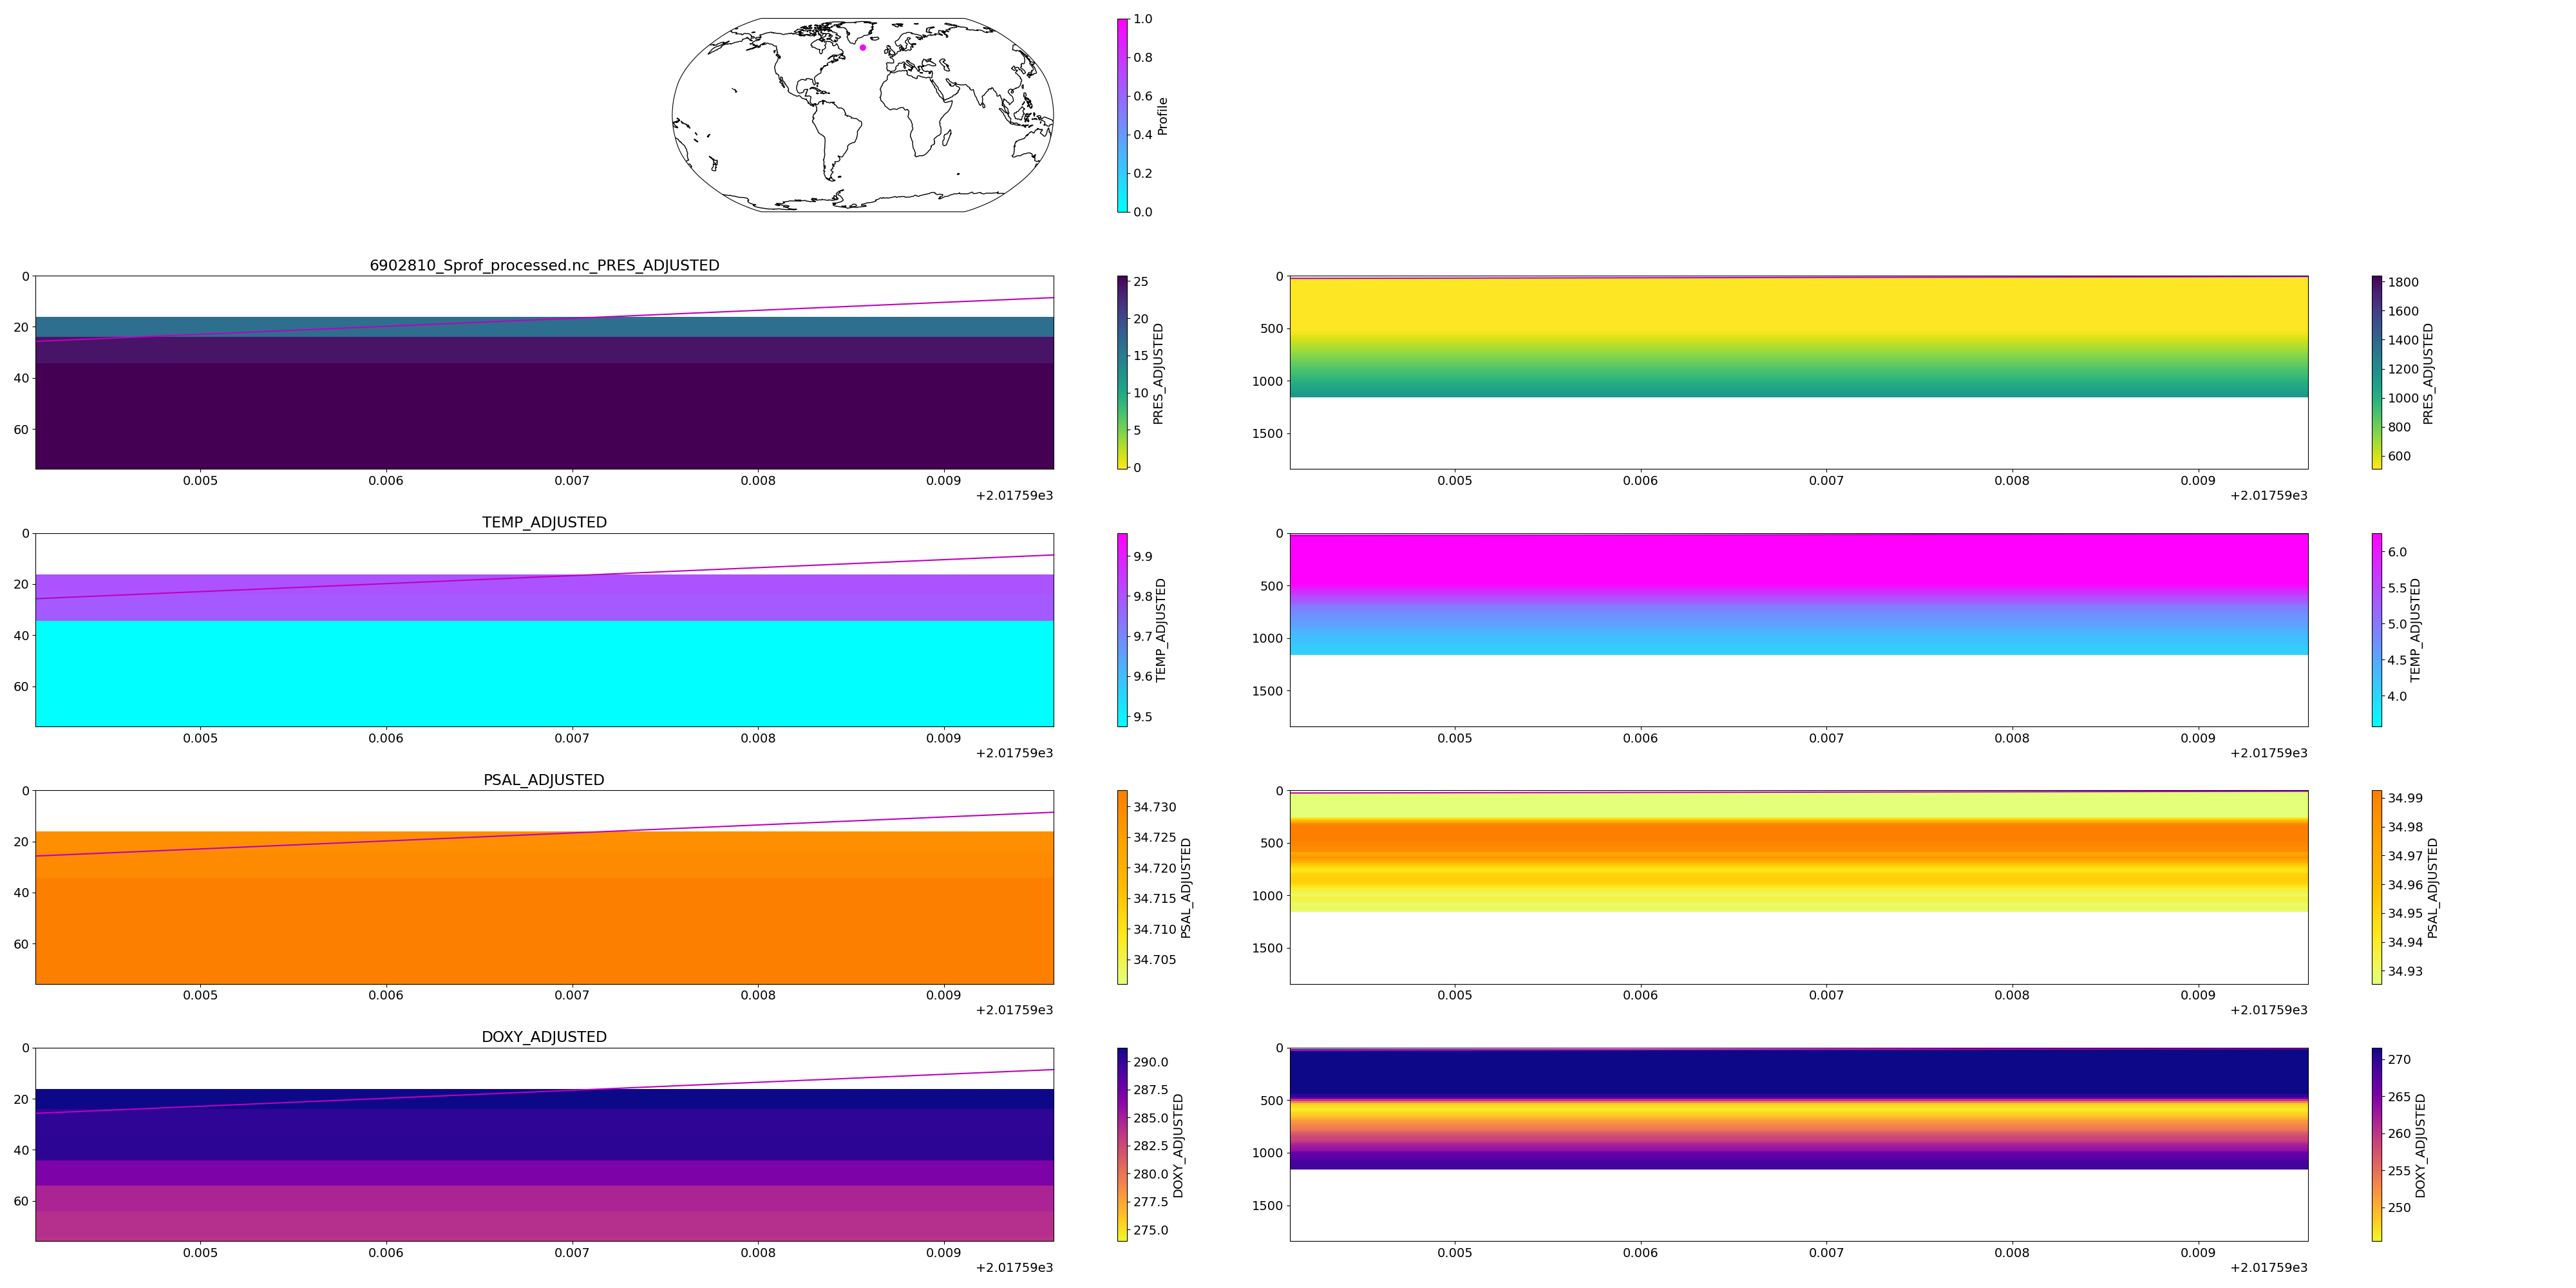 1.0
0.8
0.6
0.4
0.2
0.0
Profile
6902810_Sprof_processed.nc_PRES_ADJUSTED
0
20
40
60
0.005 0.006 0.007 0.008 0.009
+2.01759e3
25
20
15
10
5
0
PRES_ADJUSTED
0
500
1000
1500
0.005 0.006 0.007 0.008 0.009
+2.01759e3
1800
1600
1400
1200
1000
800
600
PRES_ADJUSTED
TEMP_ADJUSTED
0
20
40
60
0.005 0.006 0.007 0.008 0.009
+2.01759e3
9.9
9.8
9.7
9.6
9.5
TEMP_ADJUSTED
0
500
1000
1500
0.005 0.006 0.007 0.008 0.009
+2.01759e3
6.0
5.5
5.0
4.5
4.0
TEMP_ADJUSTED
PSAL_ADJUSTED
0
20
40
60
0.005 0.006 0.007 0.008 0.009
+2.01759e3
34.730
34.725
34.720
34.715
34.710
34.705
PSAL_ADJUSTED
0
500
1000
1500
0.005 0.006 0.007 0.008 0.009
+2.01759e3
34.99
34.98
34.97
34.96
34.95
34.94
34.93
PSAL_ADJUSTED
DOXY_ADJUSTED
0
20
40
60
0.005 0.006 0.007 0.008 0.009
+2.01759e3
290.0
287.5
285.0
282.5
280.0
277.5
275.0
DOXY_ADJUSTED
0
500
1000
1500
0.005 0.006 0.007 0.008 0.009
+2.01759e3
270
265
260
255
250
DOXY_ADJUSTED